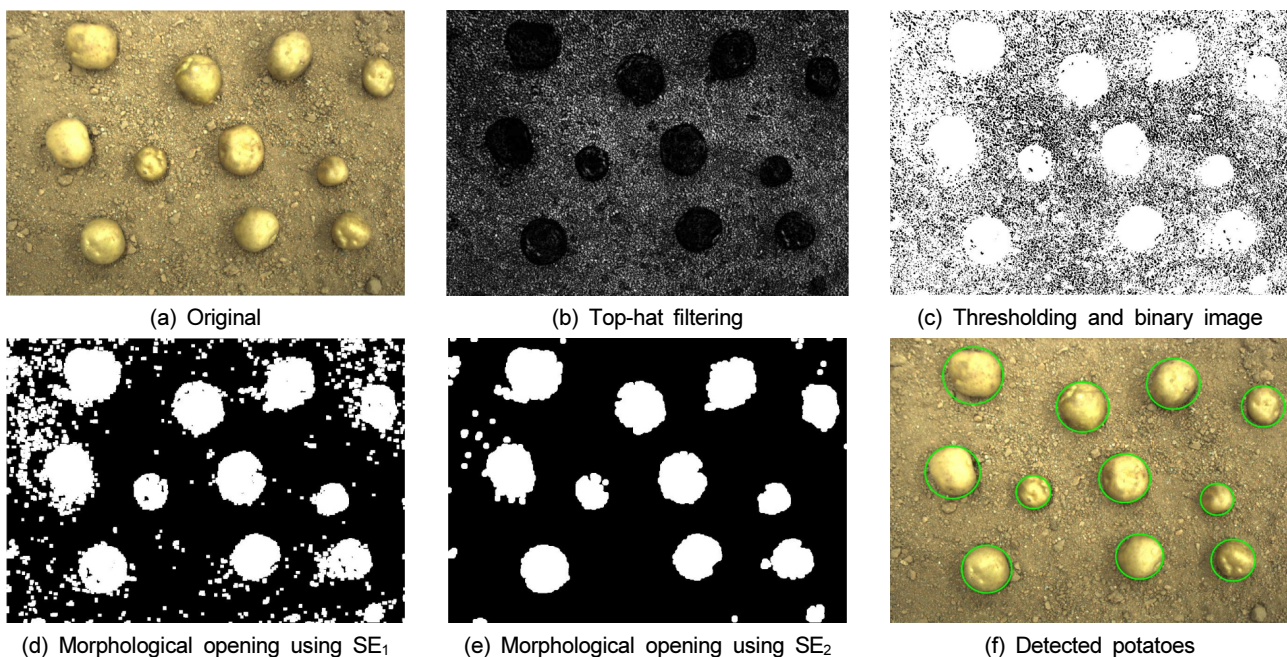 (a) Original
(b) Top-hat filtering
(c) Thresholding and binary image
(d) Morphological opening using SE₁
(e) Morphological opening using SE₂
(f) Detected potatoes